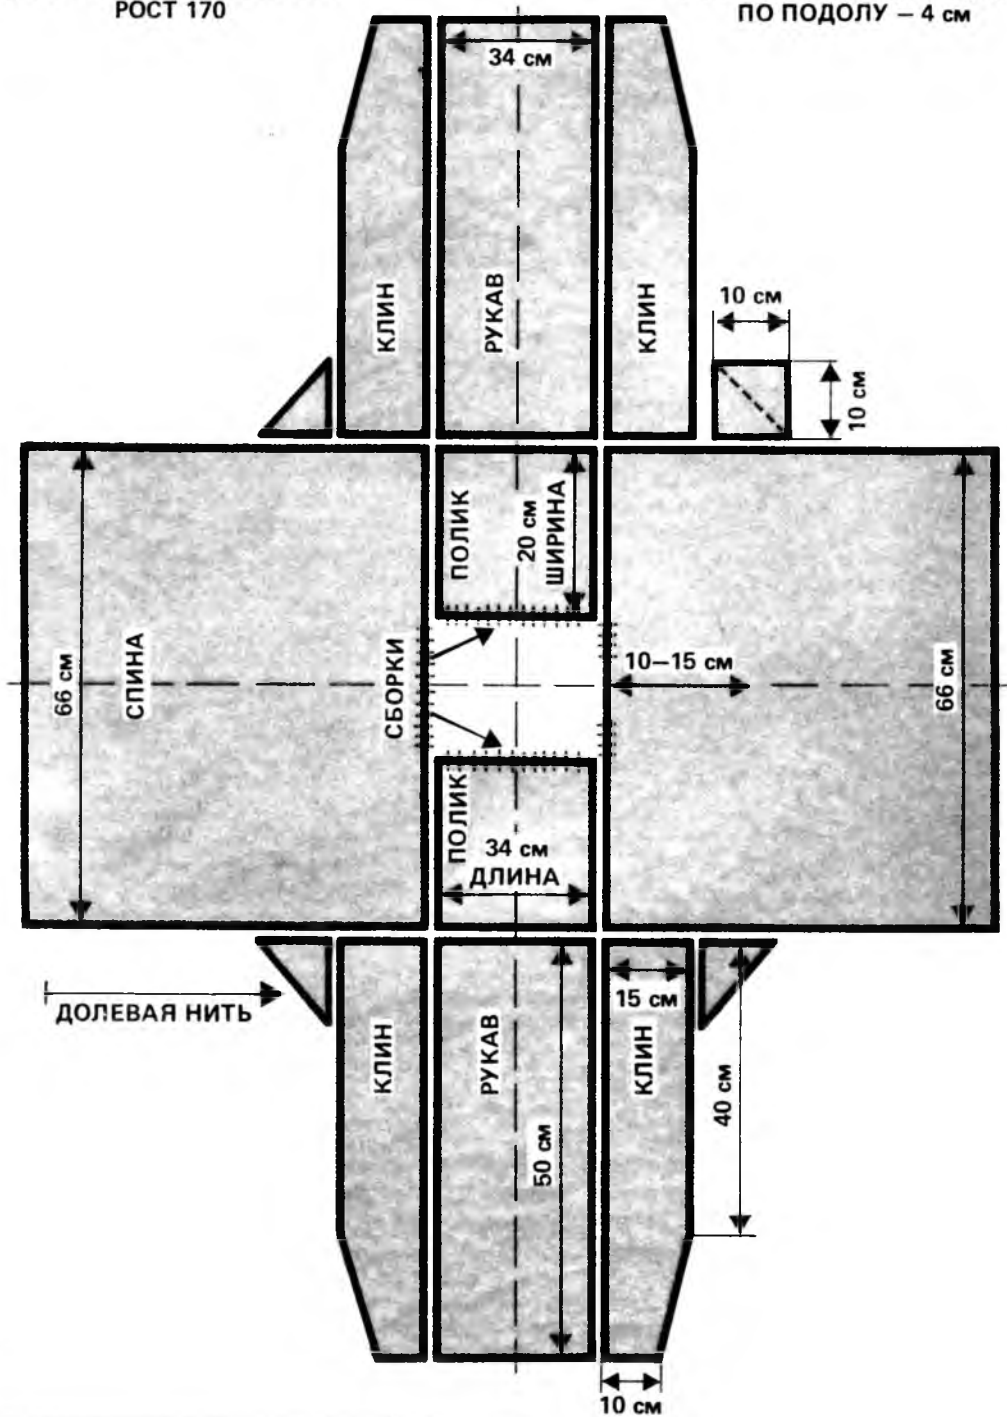 РОСТ 170
ПО ПОДОЛУ – 4 см
34 см
КЛИН
РУКАВ
КЛИН
10 см
10 см
ПОЛИК
20 см
ШИРИНА
66 см
СПИНА
СБОРКИ
10–15 см
66 см
ПОЛИК
34 см
ДЛИНА
ДОЛЕВАЯ НИТЬ
КЛИН
РУКАВ
50 см
15 см
КЛИН
40 см
10 см